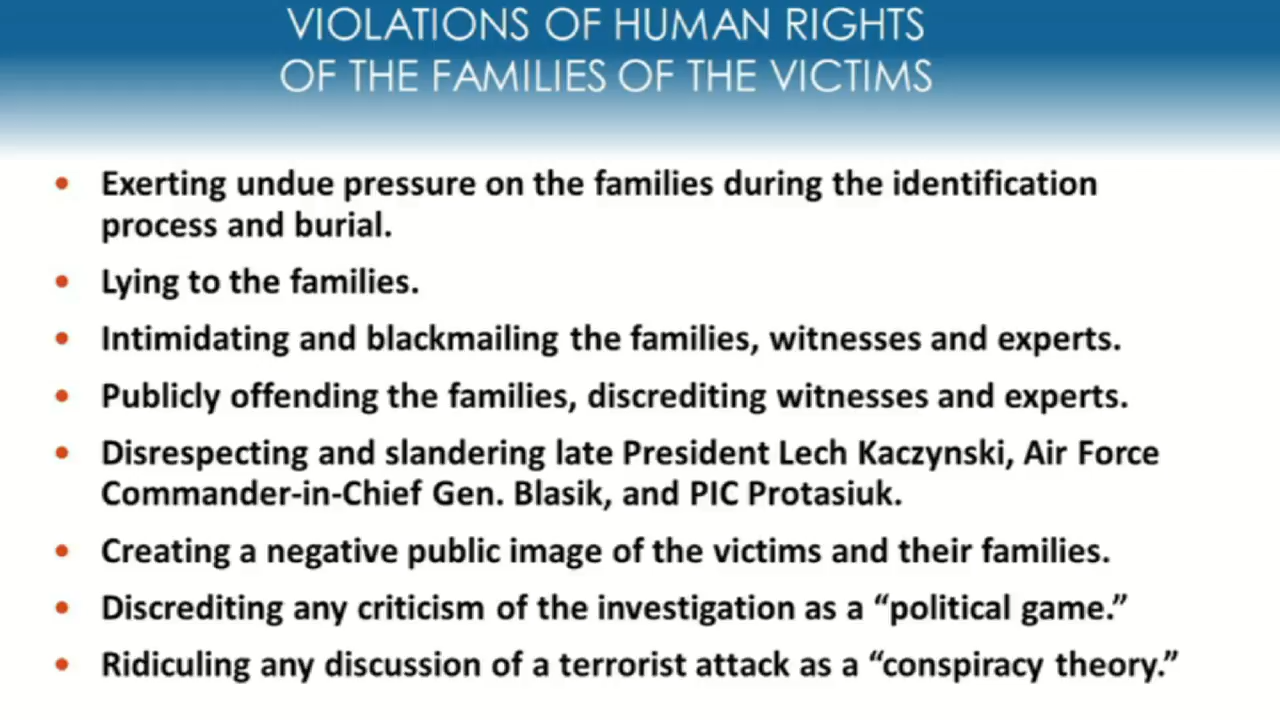 VIOLATIONS OF HUMAN RIGHTS
OF THE FAMILIES OF THE VICTIMS
• Exerting undue pressure on the families during the identification
process and burial.
• Lying to the families.
• Intimidating and blackmailing the families, witnesses and experts.
• Publicly offending the families, discrediting witnesses and experts.
• Disrespecting and slandering late President Lech Kaczynski, Air Force
Commander-in-Chief Gen. Blasik, and PIC Protasiuk.
• Creating a negative public image of the victims and their families.
• Discrediting any criticism of the investigation as a “political game.”
• Ridiculing any discussion of a terrorist attack as a “conspiracy theory.”